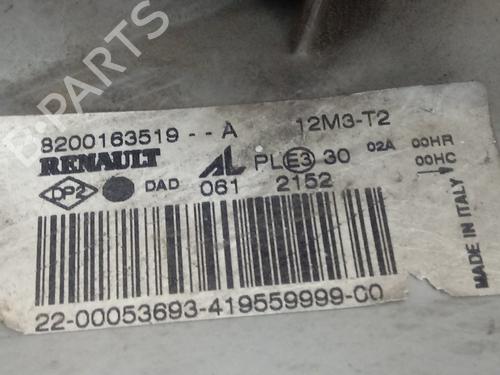 B-PARTS
8200163519 - - A 12M3-T2
RENAULT AL PL E3 30 02A 00HR
00HC
DP2 DAD 061 2152
MADE IN ITALY
22-00053693-419559999-C0